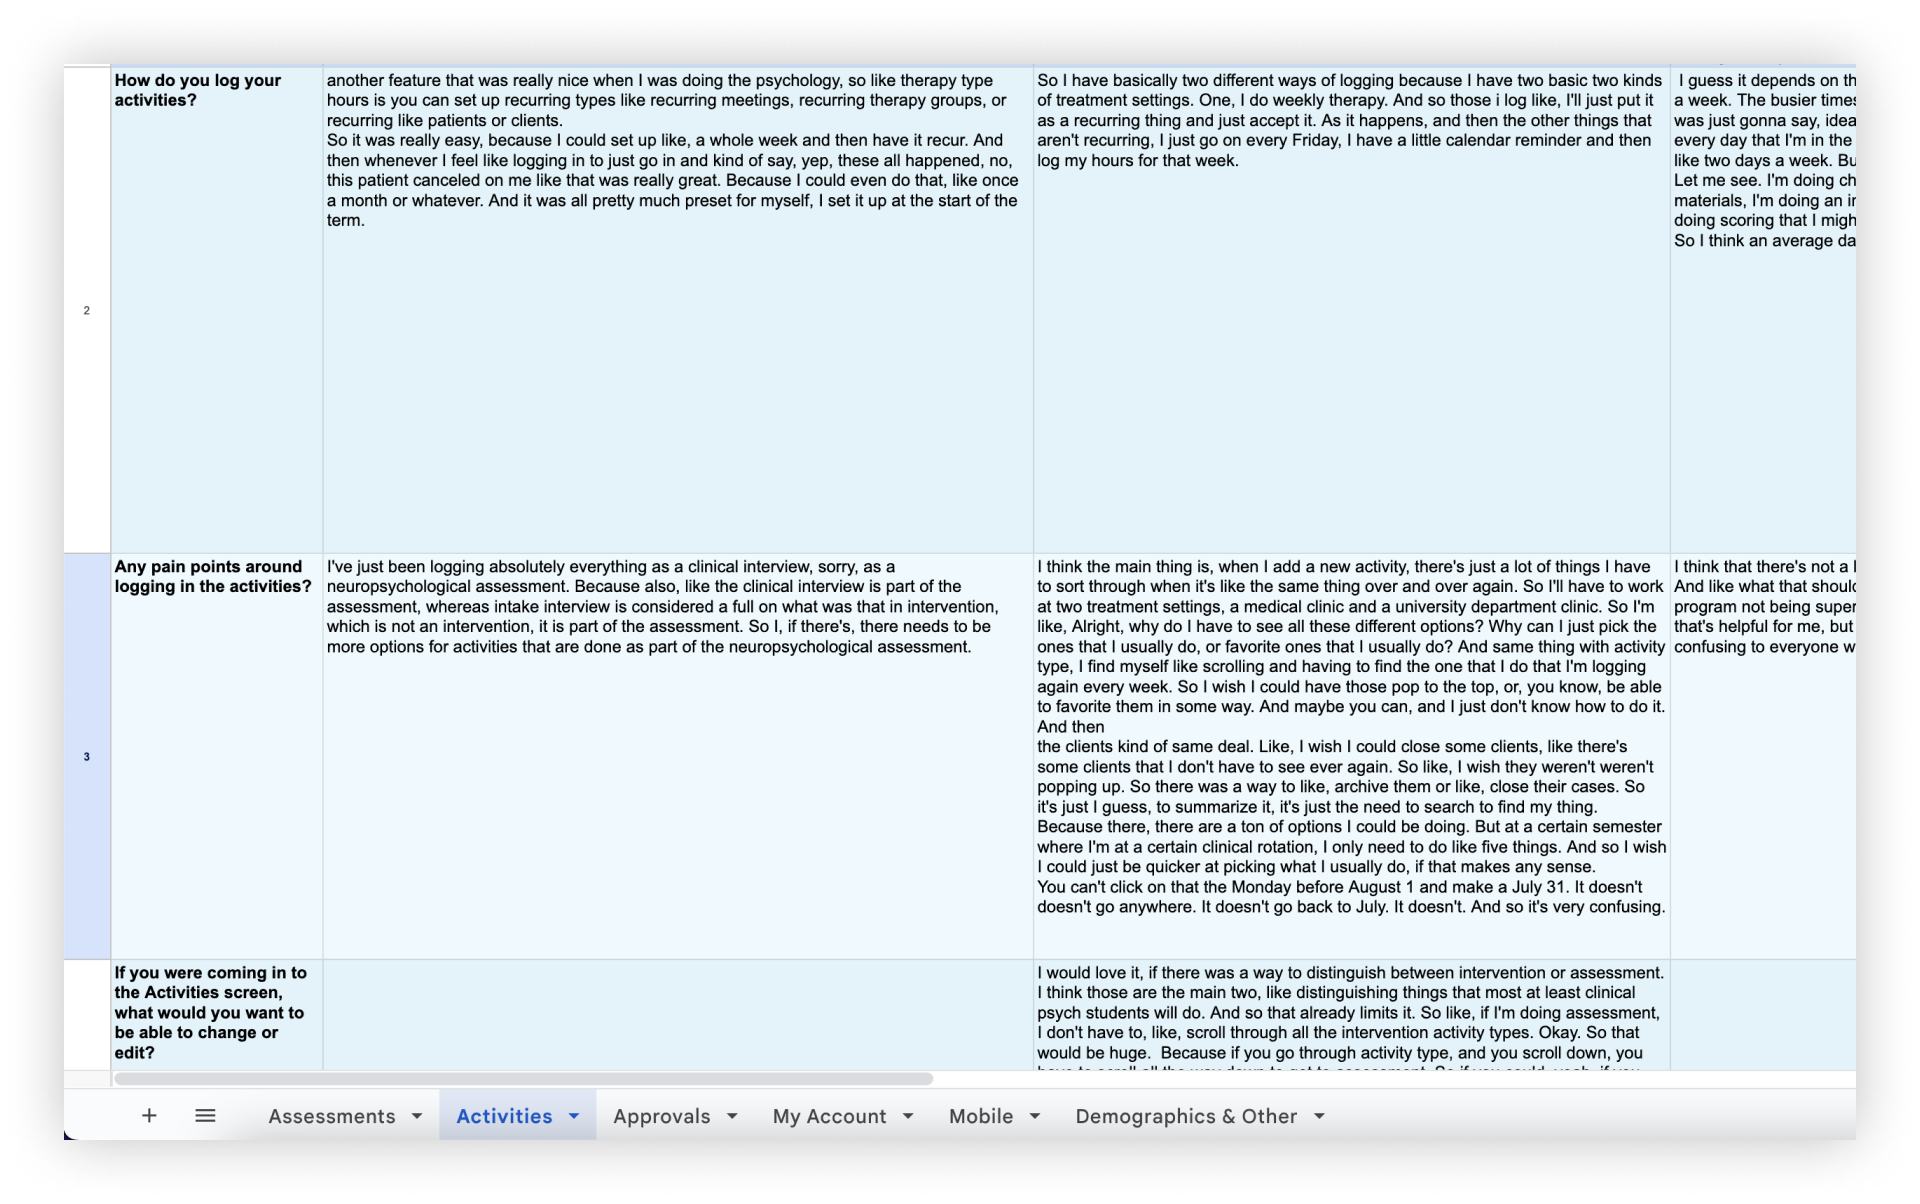 How do you log your
activities?
another feature that was really nice when I was doing the psychology, so like therapy type
hours is you can set up recurring types like recurring meetings, recurring therapy groups, or
recurring like patients or clients.
So it was really easy, because I could set up like, a whole week and then have it recur. And
then whenever I feel like logging in to just go in and kind of say, yep, these all happened, no,
this patient canceled on me like that was really great. Because I could even do that, like once
a month or whatever. And it was all pretty much preset for myself, I set it up at the start of the
term.
So I have basically two different ways of logging because I have two basic two kinds
of treatment settings. One, I do weekly therapy. And so those i log like, I'll just put it
as a recurring thing and just accept it. As it happens, and then the other things that
aren't recurring, I just go on every Friday, I have a little calendar reminder and then
log my hours for that week.
I guess it depends on th
a week. The busier times
was just gonna say, idea
every day that I'm in the
like two days a week. Bu
Let me see. I'm doing ch
materials, I'm doing an in
doing scoring that I migh
So I think an average da
2
Any pain points around
logging in the activities?
I've just been logging absolutely everything as a clinical interview, sorry, as a
neuropsychological assessment. Because also, like the clinical interview is part of the
assessment, whereas intake interview is considered a full on what was that in intervention,
which is not an intervention, it is part of the assessment. So I, if there's, there needs to be
more options for activities that are done as part of the neuropsychological assessment.
I think the main thing is, when I add a new activity, there's just a lot of things I have
to sort through when it's like the same thing over and over again. So I'll have to work
at two treatment settings, a medical clinic and a university department clinic. So I'm
like, Alright, why do I have to see all these different options? Why can I just pick the
ones that I usually do, or favorite ones that I usually do? And same thing with activity
type, I find myself like scrolling and having to find the one that I do that I'm logging
again every week. So I wish I could have those pop to the top, or, you know, be able
to favorite them in some way. And maybe you can, and I just don't know how to do it.
And then
the clients kind of same deal. Like, I wish I could close some clients, like there's
some clients that I don't have to see ever again. So like, I wish they weren't weren't
popping up. So there was a way to like, archive them or like, close their cases. So
it's just I guess, to summarize it, it's just the need to search to find my thing.
Because there, there are a ton of options I could be doing. But at a certain semester
where I'm at a certain clinical rotation, I only need to do like five things. And so I wish
I could just be quicker at picking what I usually do, if that makes any sense.
You can't click on that the Monday before August 1 and make a July 31. It doesn't
doesn't go anywhere. It doesn't go back to July. It doesn't. And so it's very confusing.
I think that there's not a l
And like what that shoul
program not being super
that's helpful for me, but
confusing to everyone w
3
If you were coming in to
the Activities screen,
what would you want to
be able to change or
edit?
I would love it, if there was a way to distinguish between intervention or assessment.
I think those are the main two, like distinguishing things that most at least clinical
psych students will do. And so that already limits it. So like, if I'm doing assessment,
I don't have to, like, scroll through all the intervention activity types. Okay. So that
would be huge.  Because if you go through activity type, and you scroll down, you
Assessments
Activities
Approvals
My Account
Mobile
Demographics & Other